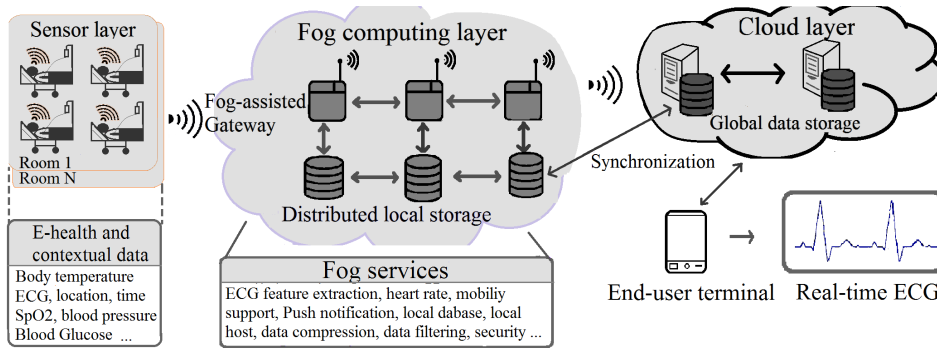 Sensor layer
Room 1
Room N
E-health and
contextual data
Body temperature
ECG, location, time
SpO2, blood pressure
Blood Glucose ...
Fog computing layer
Fog-assisted
Gateway
Distributed local storage
Fog services
ECG feature extraction, heart rate, mobiliy
support, Push notification, local dabase, local
host, data compression, data filtering, security ...
Cloud layer
Global data storage
Synchronization
End-user terminal
Real-time ECG